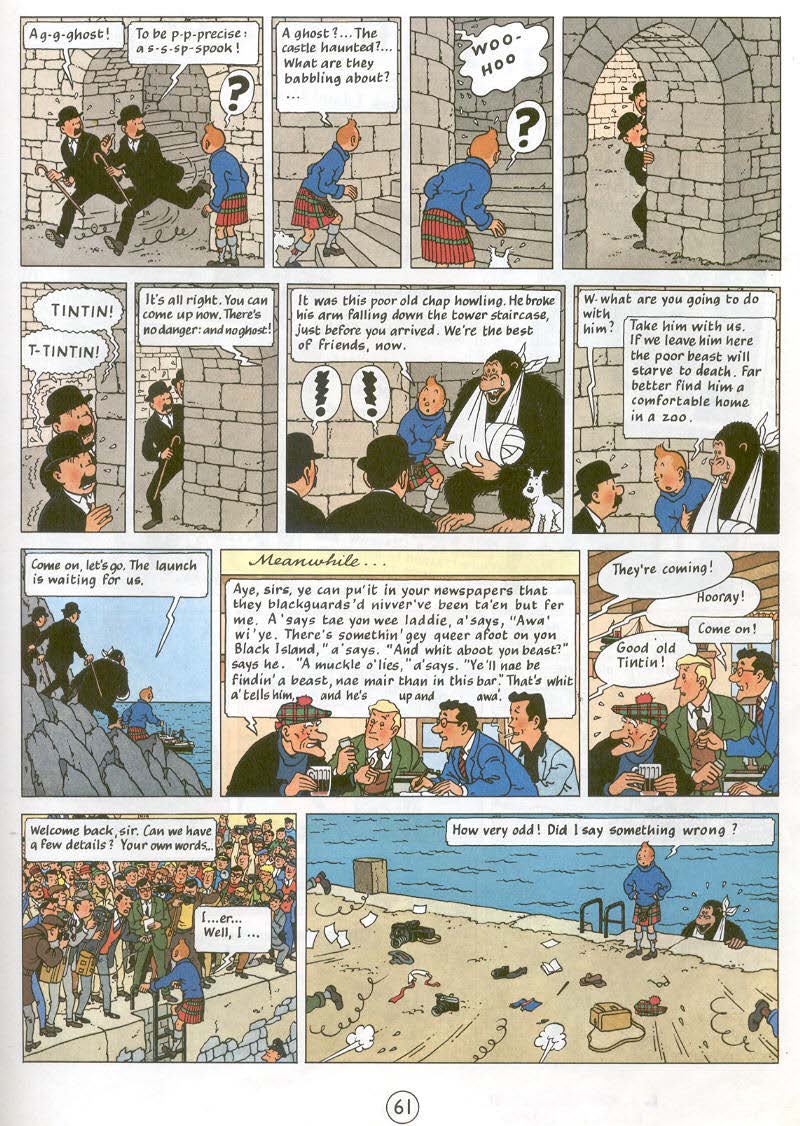 A g-g-ghost!
To be p-p-precise:
a s-s-sp-spook!
?
A ghost?... The
castle haunted?...
What are they
babbling about?
...
WOO-
HOO
?
TINTIN!
T-TINTIN!
It's all right. You can
come up now. There's
no danger: and no ghost!
It was this poor old chap howling. He broke
his arm falling down the tower staircase,
just before you arrived. We're the best
of friends, now.
!
!
W-what are you going to do
with
him?
Take him with us.
If we leave him here
the poor beast will
starve to death. Far
better find him a
comfortable home
in a zoo.
Come on, let's go. The launch
is waiting for us.
Meanwhile...
Aye, sirs, ye can pu'it in your newspapers that
they blackguards'd nivver've been ta'en but fer
me. A'says tae yon wee laddie, a'says, "Awa'
wi'ye. There's somethin' gey queer afoot on yon
Black Island," a'says. "And whit aboot yon beast?"
says he. "A muckle o'lies," a'says. "Ye'll nae be
findin' a beast, nae mair than in this bar." That's whit
a'tells him, and he's up and awa'.
They're coming!
Hooray!
Come on!
Good old
Tintin!
Welcome back, sir. Can we have
a few details? Your own words...
I...er...
Well, I ...
How very odd! Did I say something wrong?
61